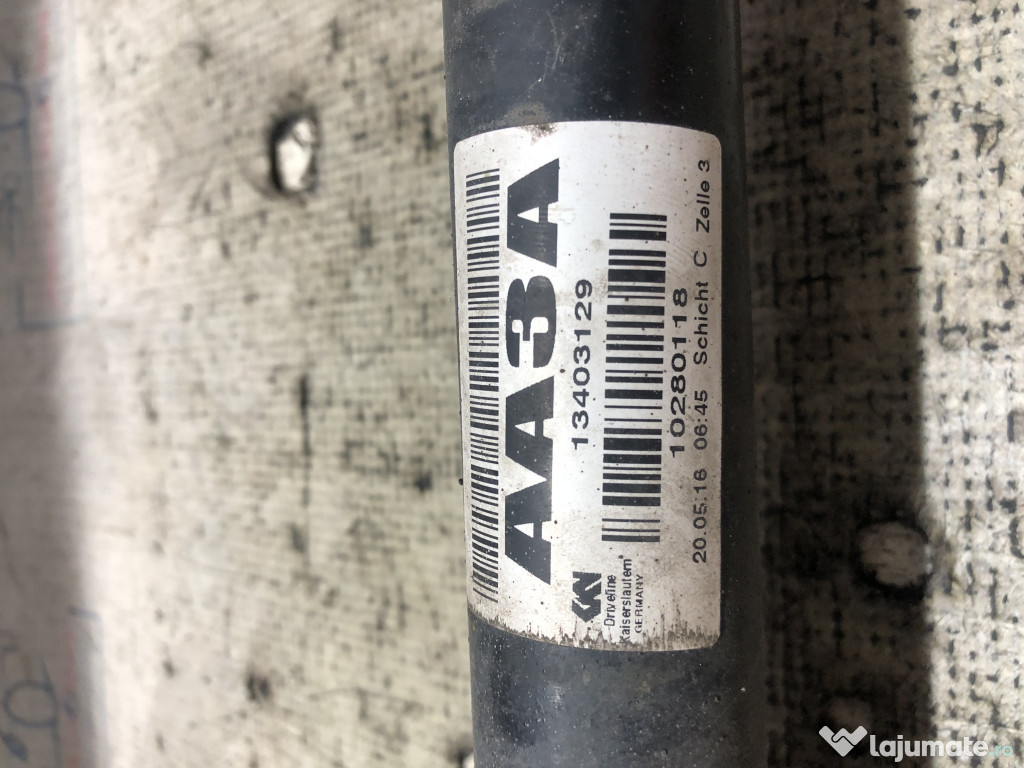 AA3A
13403129
10280118
20.05.16 06:45 Schicht C Zelle 3
Driveline
Kaiserslautern
GERMANY
lajumate.ro